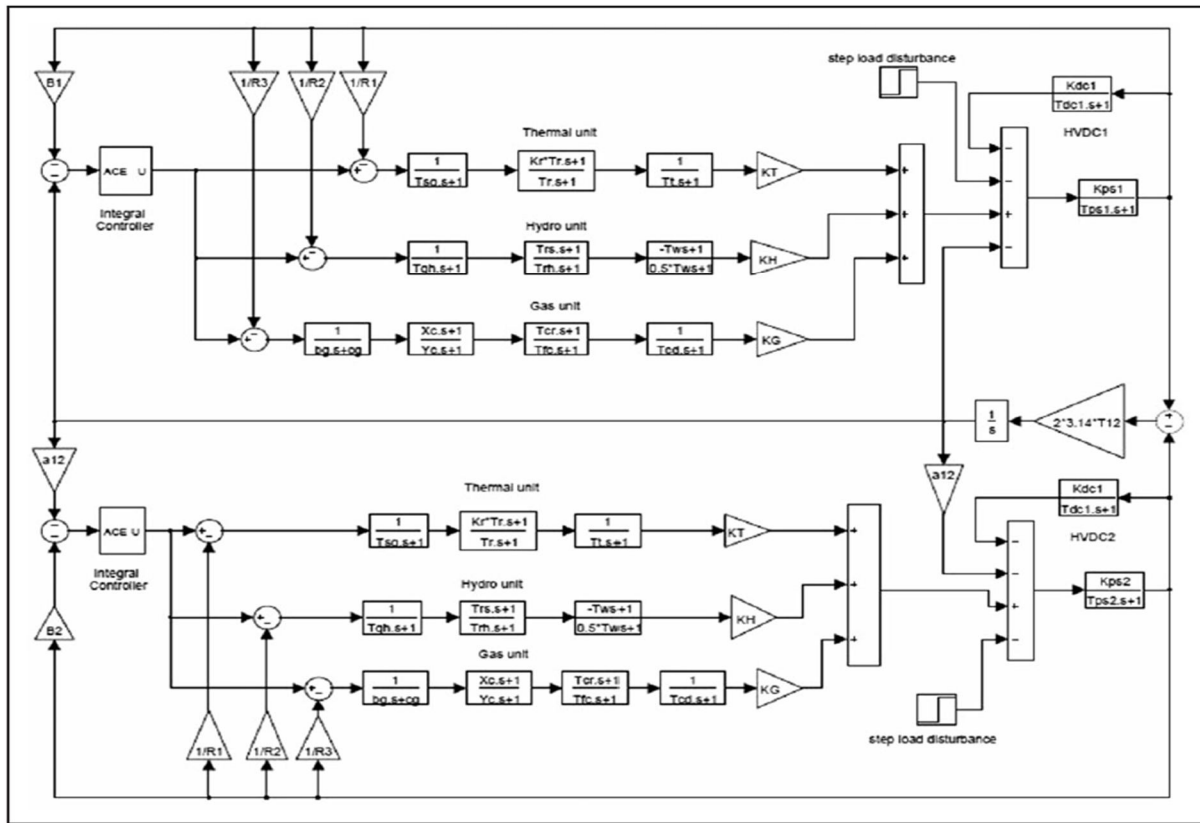 step load disturbance
Kdc1
Tdc1.s+1
HVDC1
B1
1/R3
1/R2
1/R1
Thermal unit
ACE U
Integral
Controller
1
Tsg.s+1
Kr*Tr.s+1
Tr.s+1
1
Tt.s+1
KT
+
+
+
−
−
+
−
Kps1
Tps1.s+1
Hydro unit
1
Tgh.s+1
Trs.s+1
Trh.s+1
-Tws+1
0.5*Tws+1
KH
Gas unit
1
bg.s+cg
Xc.s+1
Yc.s+1
Tcr.s+1
Tfc.s+1
1
Tcd.s+1
KG
1
s
2*3.14*T12
a12
a12
Kdc1
Tdc1.s+1
HVDC2
Thermal unit
ACE U
Integral
Controller
1
Tsg.s+1
Kr*Tr.s+1
Tr.s+1
1
Tt.s+1
KT
+
+
+
−
−
+
−
Kps2
Tps2.s+1
B2
Hydro unit
1
Tgh.s+1
Trs.s+1
Trh.s+1
-Tws+1
0.5*Tws+1
KH
Gas unit
1
bg.s+cg
Xc.s+1
Yc.s+1
Tcr.s+1
Tfc.s+1
1
Tcd.s+1
KG
1/R1
1/R2
1/R3
step load disturbance